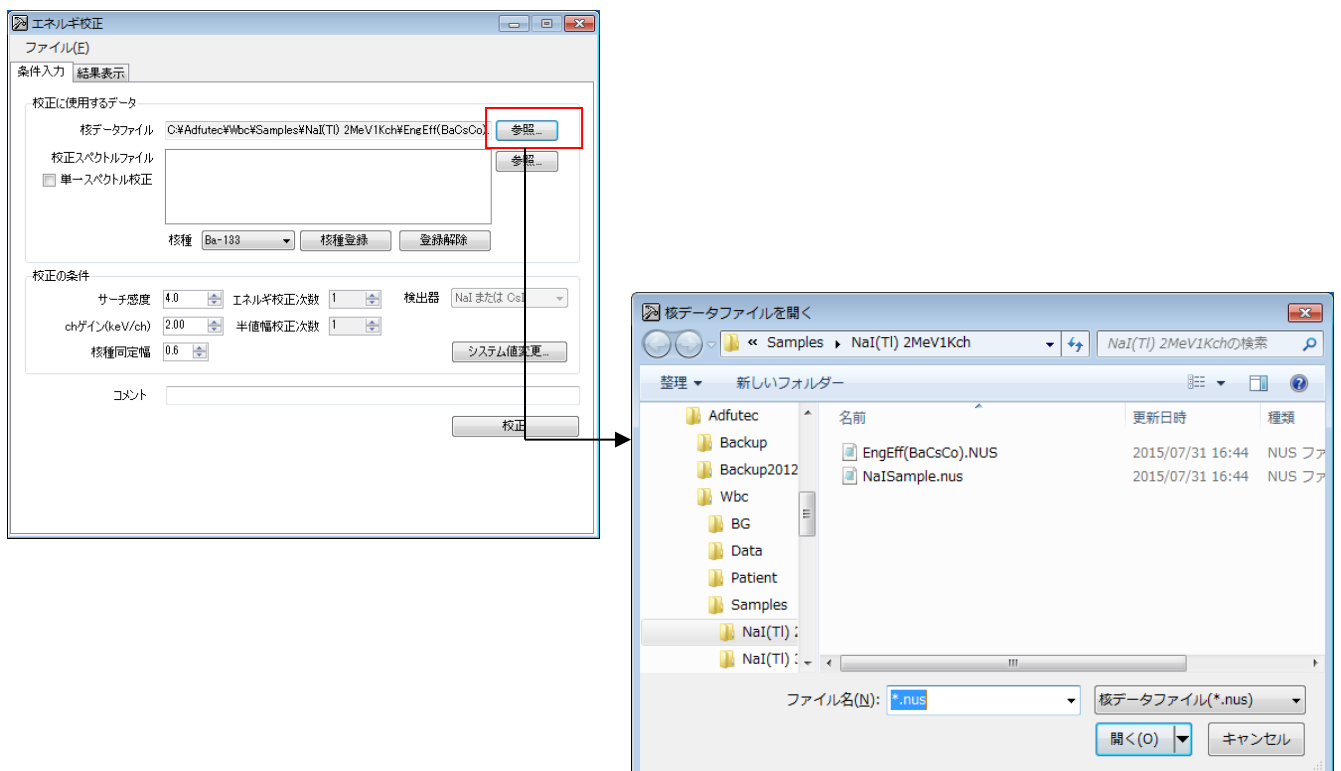 エネルギ校正
ファイル(F)
条件入力 結果表示
校正に使用するデータ
核データファイル C:¥Adfutec¥Wbc¥Samples¥NaI(Tl) 2MeV1Kch¥EngEff(BaCsCo). 参照...
校正スペクトルファイル 参照...
単一スペクトル校正
核種 Ba-133 核種登録 登録解除
校正の条件
サーチ感度 4.0 エネルギ校正次数 1 検出器 NaI または CsI
chゲイン(keV/ch) 2.00 半値幅校正次数 1
核種同定幅 0.6 システム値変更...
コメント
校正
核データファイルを開く
« Samples NaI(Tl) 2MeV1Kch NaI(Tl) 2MeV1Kchの検索
整理 新しいフォルダー
Adfutec
Backup
Backup2012
Wbc
BG
Data
Patient
Samples
NaI(Tl) 2
NaI(Tl) 3
名前 更新日時 種類
EngEff(BaCsCo).NUS 2015/07/31 16:44 NUS ファ
NaISample.nus 2015/07/31 16:44 NUS ファ
ファイル名(N): *.nus 核データファイル(*.nus)
開く(O) キャンセル